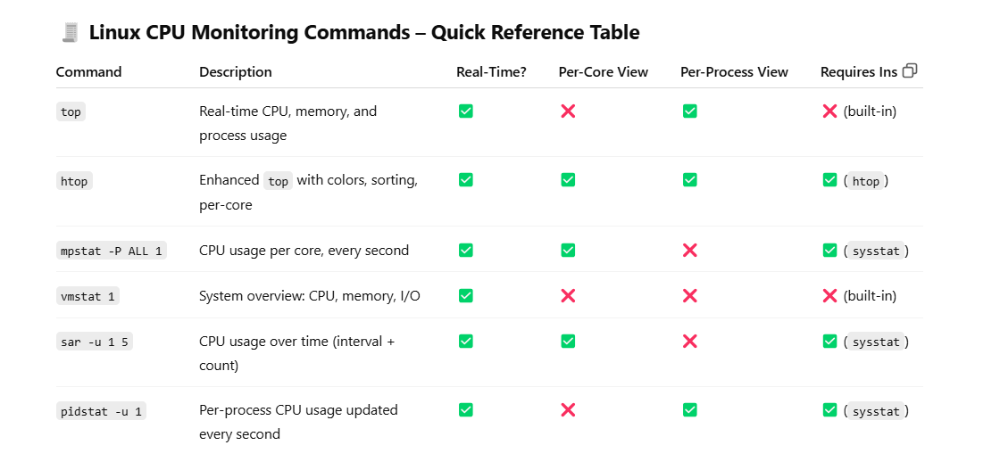 🧾 Linux CPU Monitoring Commands – Quick Reference Table
Command Description Real-Time? Per-Core View Per-Process View Requires Ins
top Real-time CPU, memory, and ✅ ❌ ✅ ❌ (built-in)
process usage
htop Enhanced top with colors, sorting, ✅ ✅ ✅ ✅ (htop)
per-core
mpstat -P ALL 1 CPU usage per core, every second ✅ ✅ ❌ ✅ (sysstat)
vmstat 1 System overview: CPU, memory, I/O ✅ ❌ ❌ ❌ (built-in)
sar -u 1 5 CPU usage over time (interval + ✅ ✅ ❌ ✅ (sysstat)
count)
pidstat -u 1 Per-process CPU usage updated ✅ ❌ ✅ ✅ (sysstat)
every second